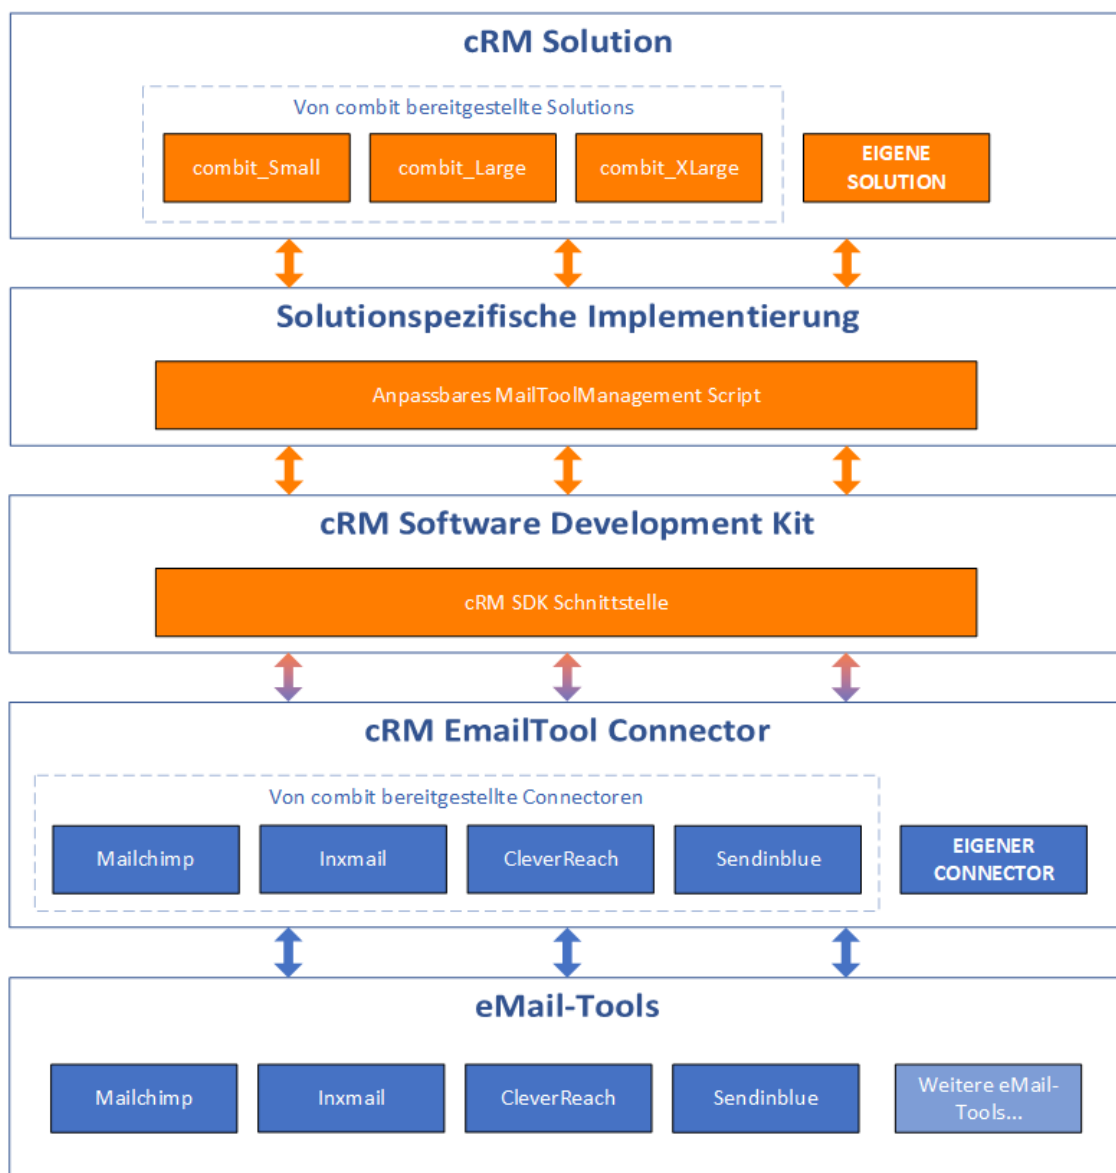 cRM Solution
Von combit bereitgestellte Solutions
combit_Small
combit_Large
combit_XLarge
EIGENE
SOLUTION
Solutionspezifische Implementierung
Anpassbares MailToolManagement Script
cRM Software Development Kit
cRM SDK Schnittstelle
cRM EmailTool Connector
Von combit bereitgestellte Connectoren
Mailchimp
Inxmail
CleverReach
Sendinblue
EIGENER
CONNECTOR
eMail-Tools
Mailchimp
Inxmail
CleverReach
Sendinblue
Weitere eMail-
Tools...